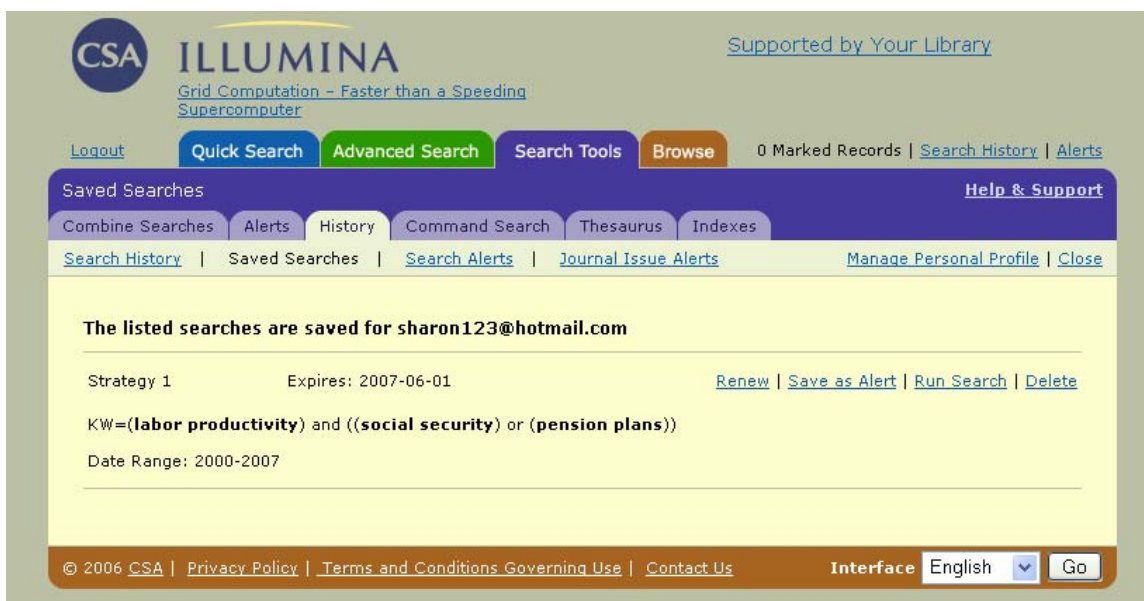 CSA ILLUMINA
Supported by Your Library
Grid Computation – Faster than a Speeding
Supercomputer
Logout Quick Search Advanced Search Search Tools Browse 0 Marked Records | Search History | Alerts
Saved Searches Help & Support
Combine Searches Alerts History Command Search Thesaurus Indexes
Search History | Saved Searches | Search Alerts | Journal Issue Alerts Manage Personal Profile | Close
The listed searches are saved for sharon123@hotmail.com
Strategy 1 Expires: 2007-06-01 Renew | Save as Alert | Run Search | Delete
KW=(labor productivity) and ((social security) or (pension plans))
Date Range: 2000-2007
© 2006 CSA | Privacy Policy | Terms and Conditions Governing Use | Contact Us Interface English Go